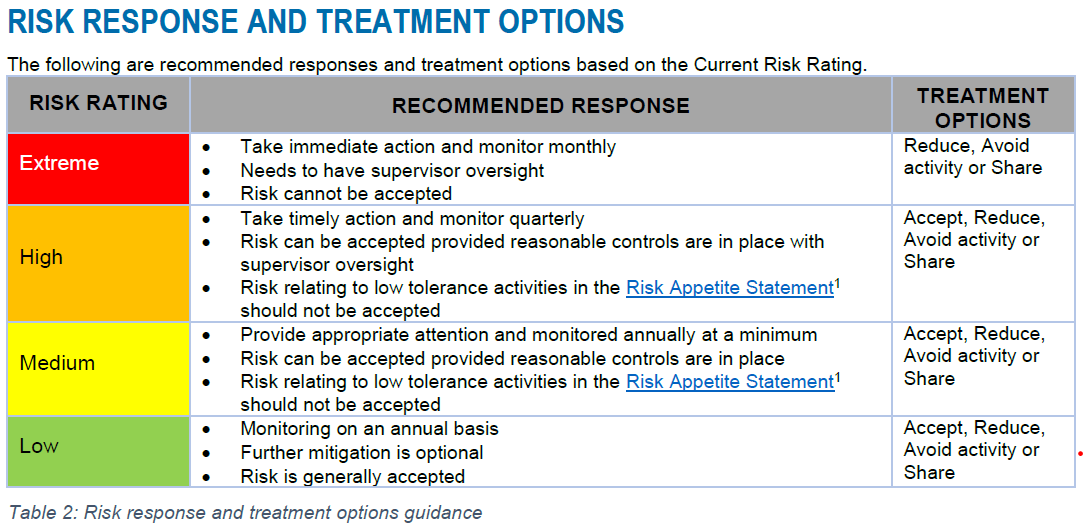 RISK RESPONSE AND TREATMENT OPTIONS
The following are recommended responses and treatment options based on the Current Risk Rating.
RISK RATING
RECOMMENDED RESPONSE
TREATMENT
OPTIONS
Extreme
• Take immediate action and monitor monthly
• Needs to have supervisor oversight
• Risk cannot be accepted
Reduce, Avoid
activity or Share
High
• Take timely action and monitor quarterly
• Risk can be accepted provided reasonable controls are in place with
supervisor oversight
• Risk relating to low tolerance activities in the Risk Appetite Statement¹
should not be accepted
Accept, Reduce,
Avoid activity or
Share
Medium
• Provide appropriate attention and monitored annually at a minimum
• Risk can be accepted provided reasonable controls are in place
• Risk relating to low tolerance activities in the Risk Appetite Statement¹
should not be accepted
Accept, Reduce,
Avoid activity or
Share
Low
• Monitoring on an annual basis
• Further mitigation is optional
• Risk is generally accepted
Accept, Reduce,
Avoid activity or
Share
Table 2: Risk response and treatment options guidance